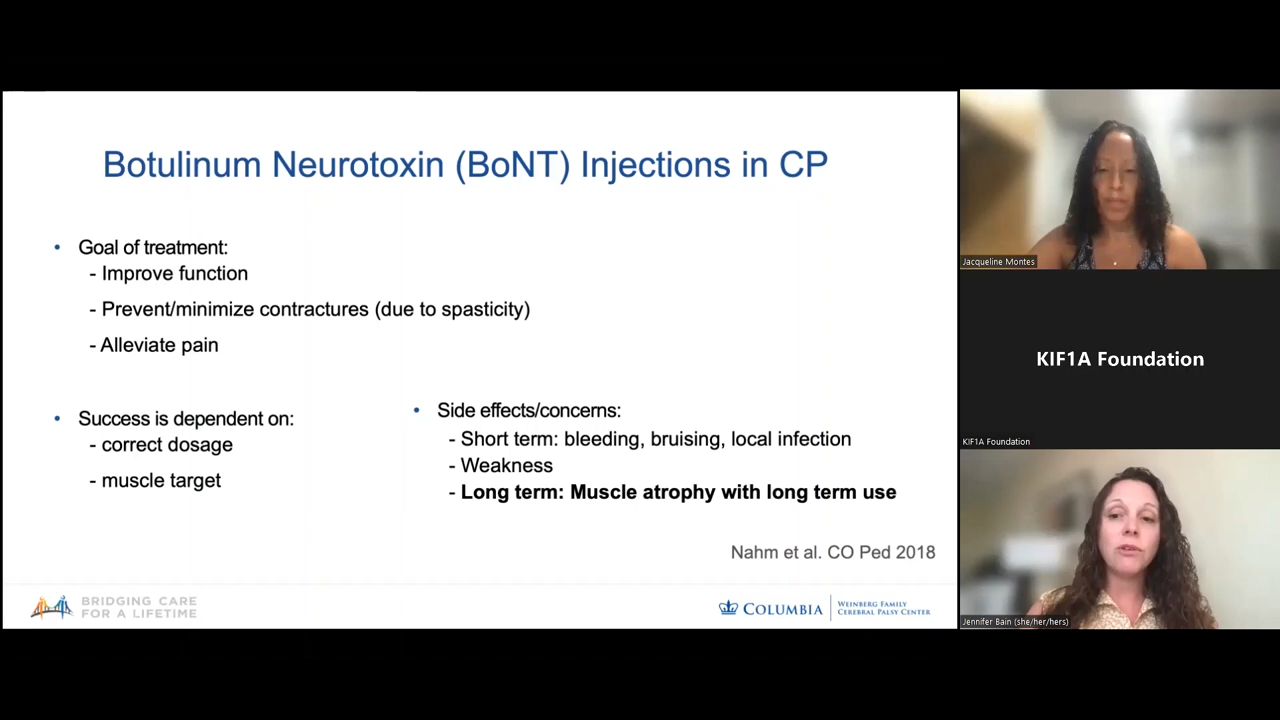 Botulinum Neurotoxin (BoNT) Injections in CP
• Goal of treatment:
- Improve function
- Prevent/minimize contractures (due to spasticity)
- Alleviate pain
• Success is dependent on:
- correct dosage
- muscle target
• Side effects/concerns:
- Short term: bleeding, bruising, local infection
- Weakness
- Long term: Muscle atrophy with long term use
Nahm et al. CO Ped 2018
BRIDGING CARE
FOR A LIFETIME
COLUMBIA
WEINBERG FAMILY
CEREBRAL PALSY CENTER
Jacqueline Montes
KIF1A Foundation
KIF1A Foundation
Jennifer Bain (she/her/hers)